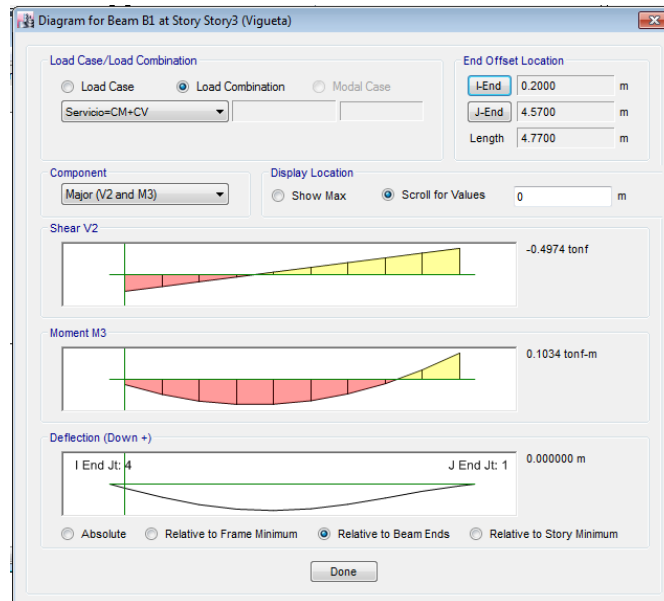 Diagram for Beam B1 at Story Story3 (Vigueta)
Load Case/Load Combination
Load Case Load Combination Modal Case
Servicio=CM+CV
End Offset Location
I-End 0.2000 m
J-End 4.5700 m
Length 4.7700 m
Component
Major (V2 and M3)
Display Location
Show Max Scroll for Values 0 m
Shear V2
-0.4974 tonf
Moment M3
0.1034 tonf-m
Deflection (Down +)
I End Jt: 4 J End Jt: 1
0.000000 m
Absolute Relative to Frame Minimum Relative to Beam Ends Relative to Story Minimum
Done